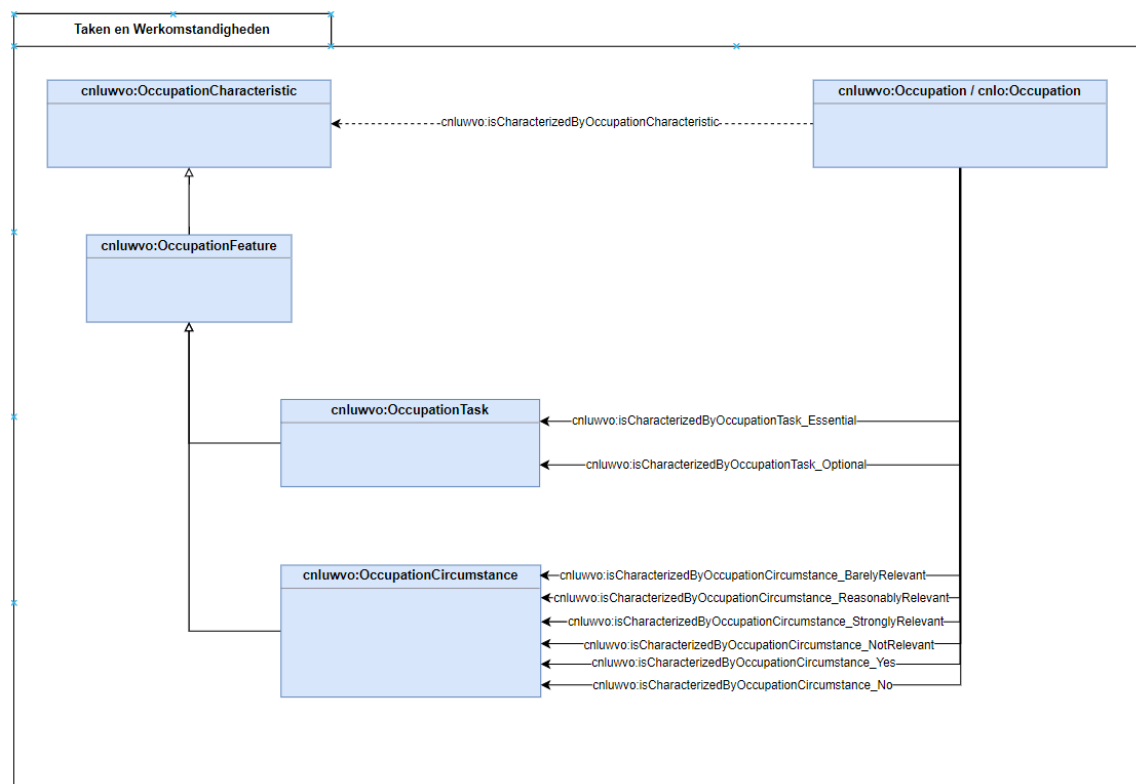 Taken en Werkomstandigheden
cnluwvo:OccupationCharacteristic
cnluwvo:Occupation / cnlo:Occupation
cnluwvo:isCharacterizedByOccupationCharacteristic
cnluwvo:OccupationFeature
cnluwvo:OccupationTask
cnluwvo:isCharacterizedByOccupationTask_Essential
cnluwvo:isCharacterizedByOccupationTask_Optional
cnluwvo:OccupationCircumstance
cnluwvo:isCharacterizedByOccupationCircumstance_BarelyRelevant
cnluwvo:isCharacterizedByOccupationCircumstance_ReasonablyRelevant
cnluwvo:isCharacterizedByOccupationCircumstance_StronglyRelevant
cnluwvo:isCharacterizedByOccupationCircumstance_NotRelevant
cnluwvo:isCharacterizedByOccupationCircumstance_Yes
cnluwvo:isCharacterizedByOccupationCircumstance_No